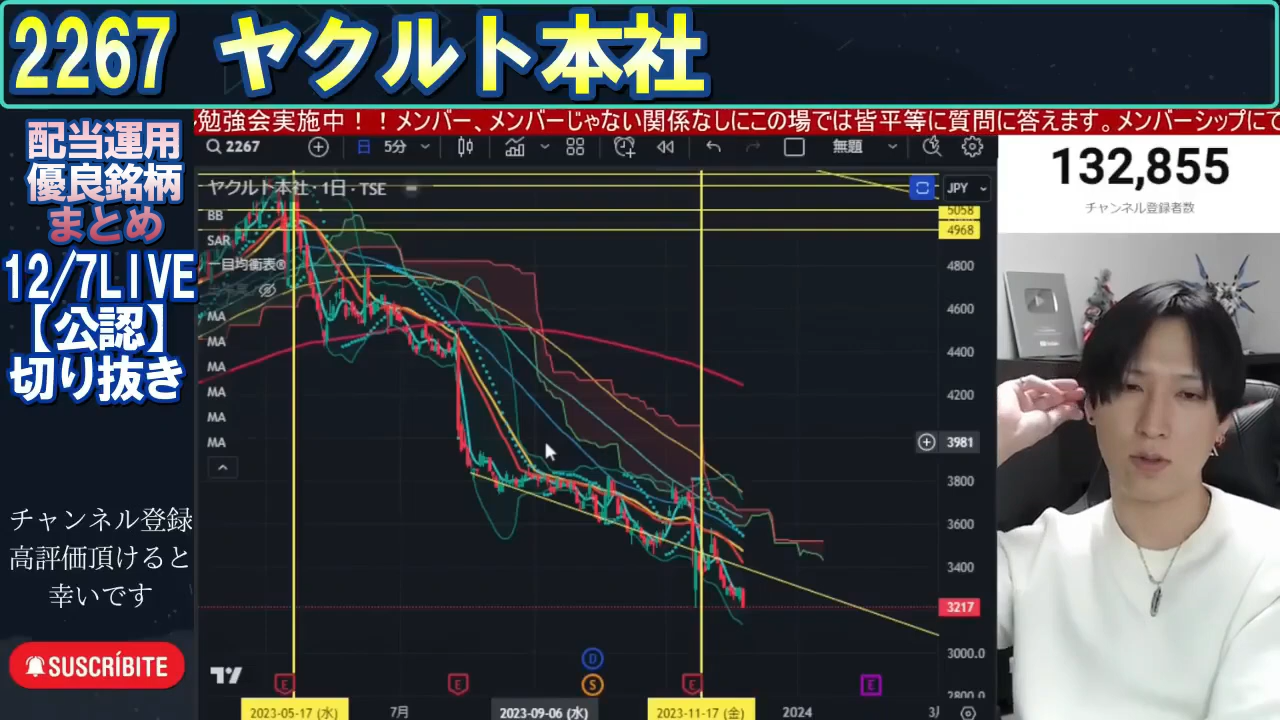 2267 ヤクルト本社
勉強会実施中！！メンバー、メンバーじゃない関係なしにこの場では皆平等に質問に答えます。メンバーシップにて
配当運用
優良銘柄
まとめ
12/7LIVE
【公認】
切り抜き
チャンネル登録
高評価頂けると
幸いです
SUSCRÍBITE
2267
日
5分
無題
ヤクルト本社・1日・TSE
JPY
BB
SAR
一目均衡表
MA
MA
MA
MA
MA
MA
5058
4968
4800
4600
4400
4200
3981
3800
3600
3400
3217
3000.0
2800.0
D
E
E
S
E
E
2023-05-17 (水)
7月
2023-09-06 (水)
2023-11-17 (金)
2024
132,855
チャンネル登録者数